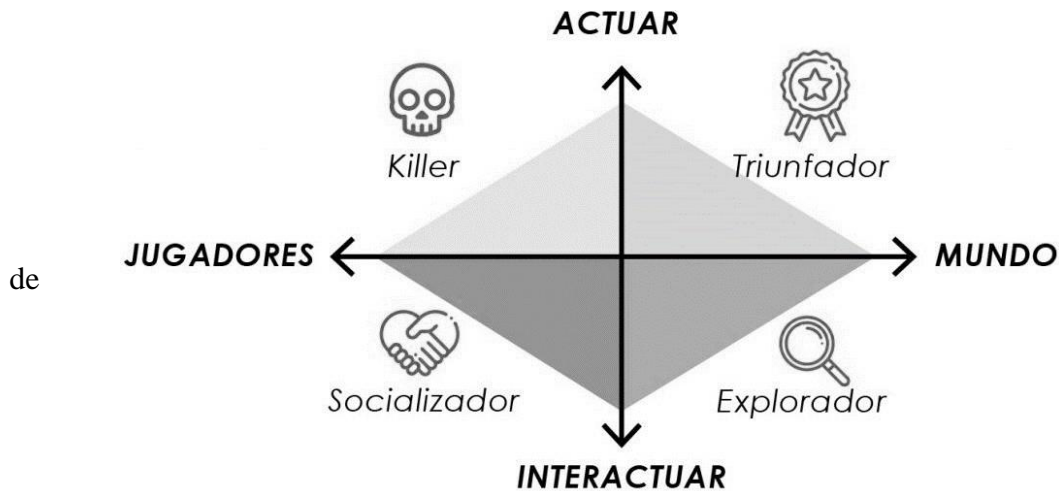 ACTUAR
Killer
Triunfador
JUGADORES
MUNDO
de
Socializador
Explorador
INTERACTUAR